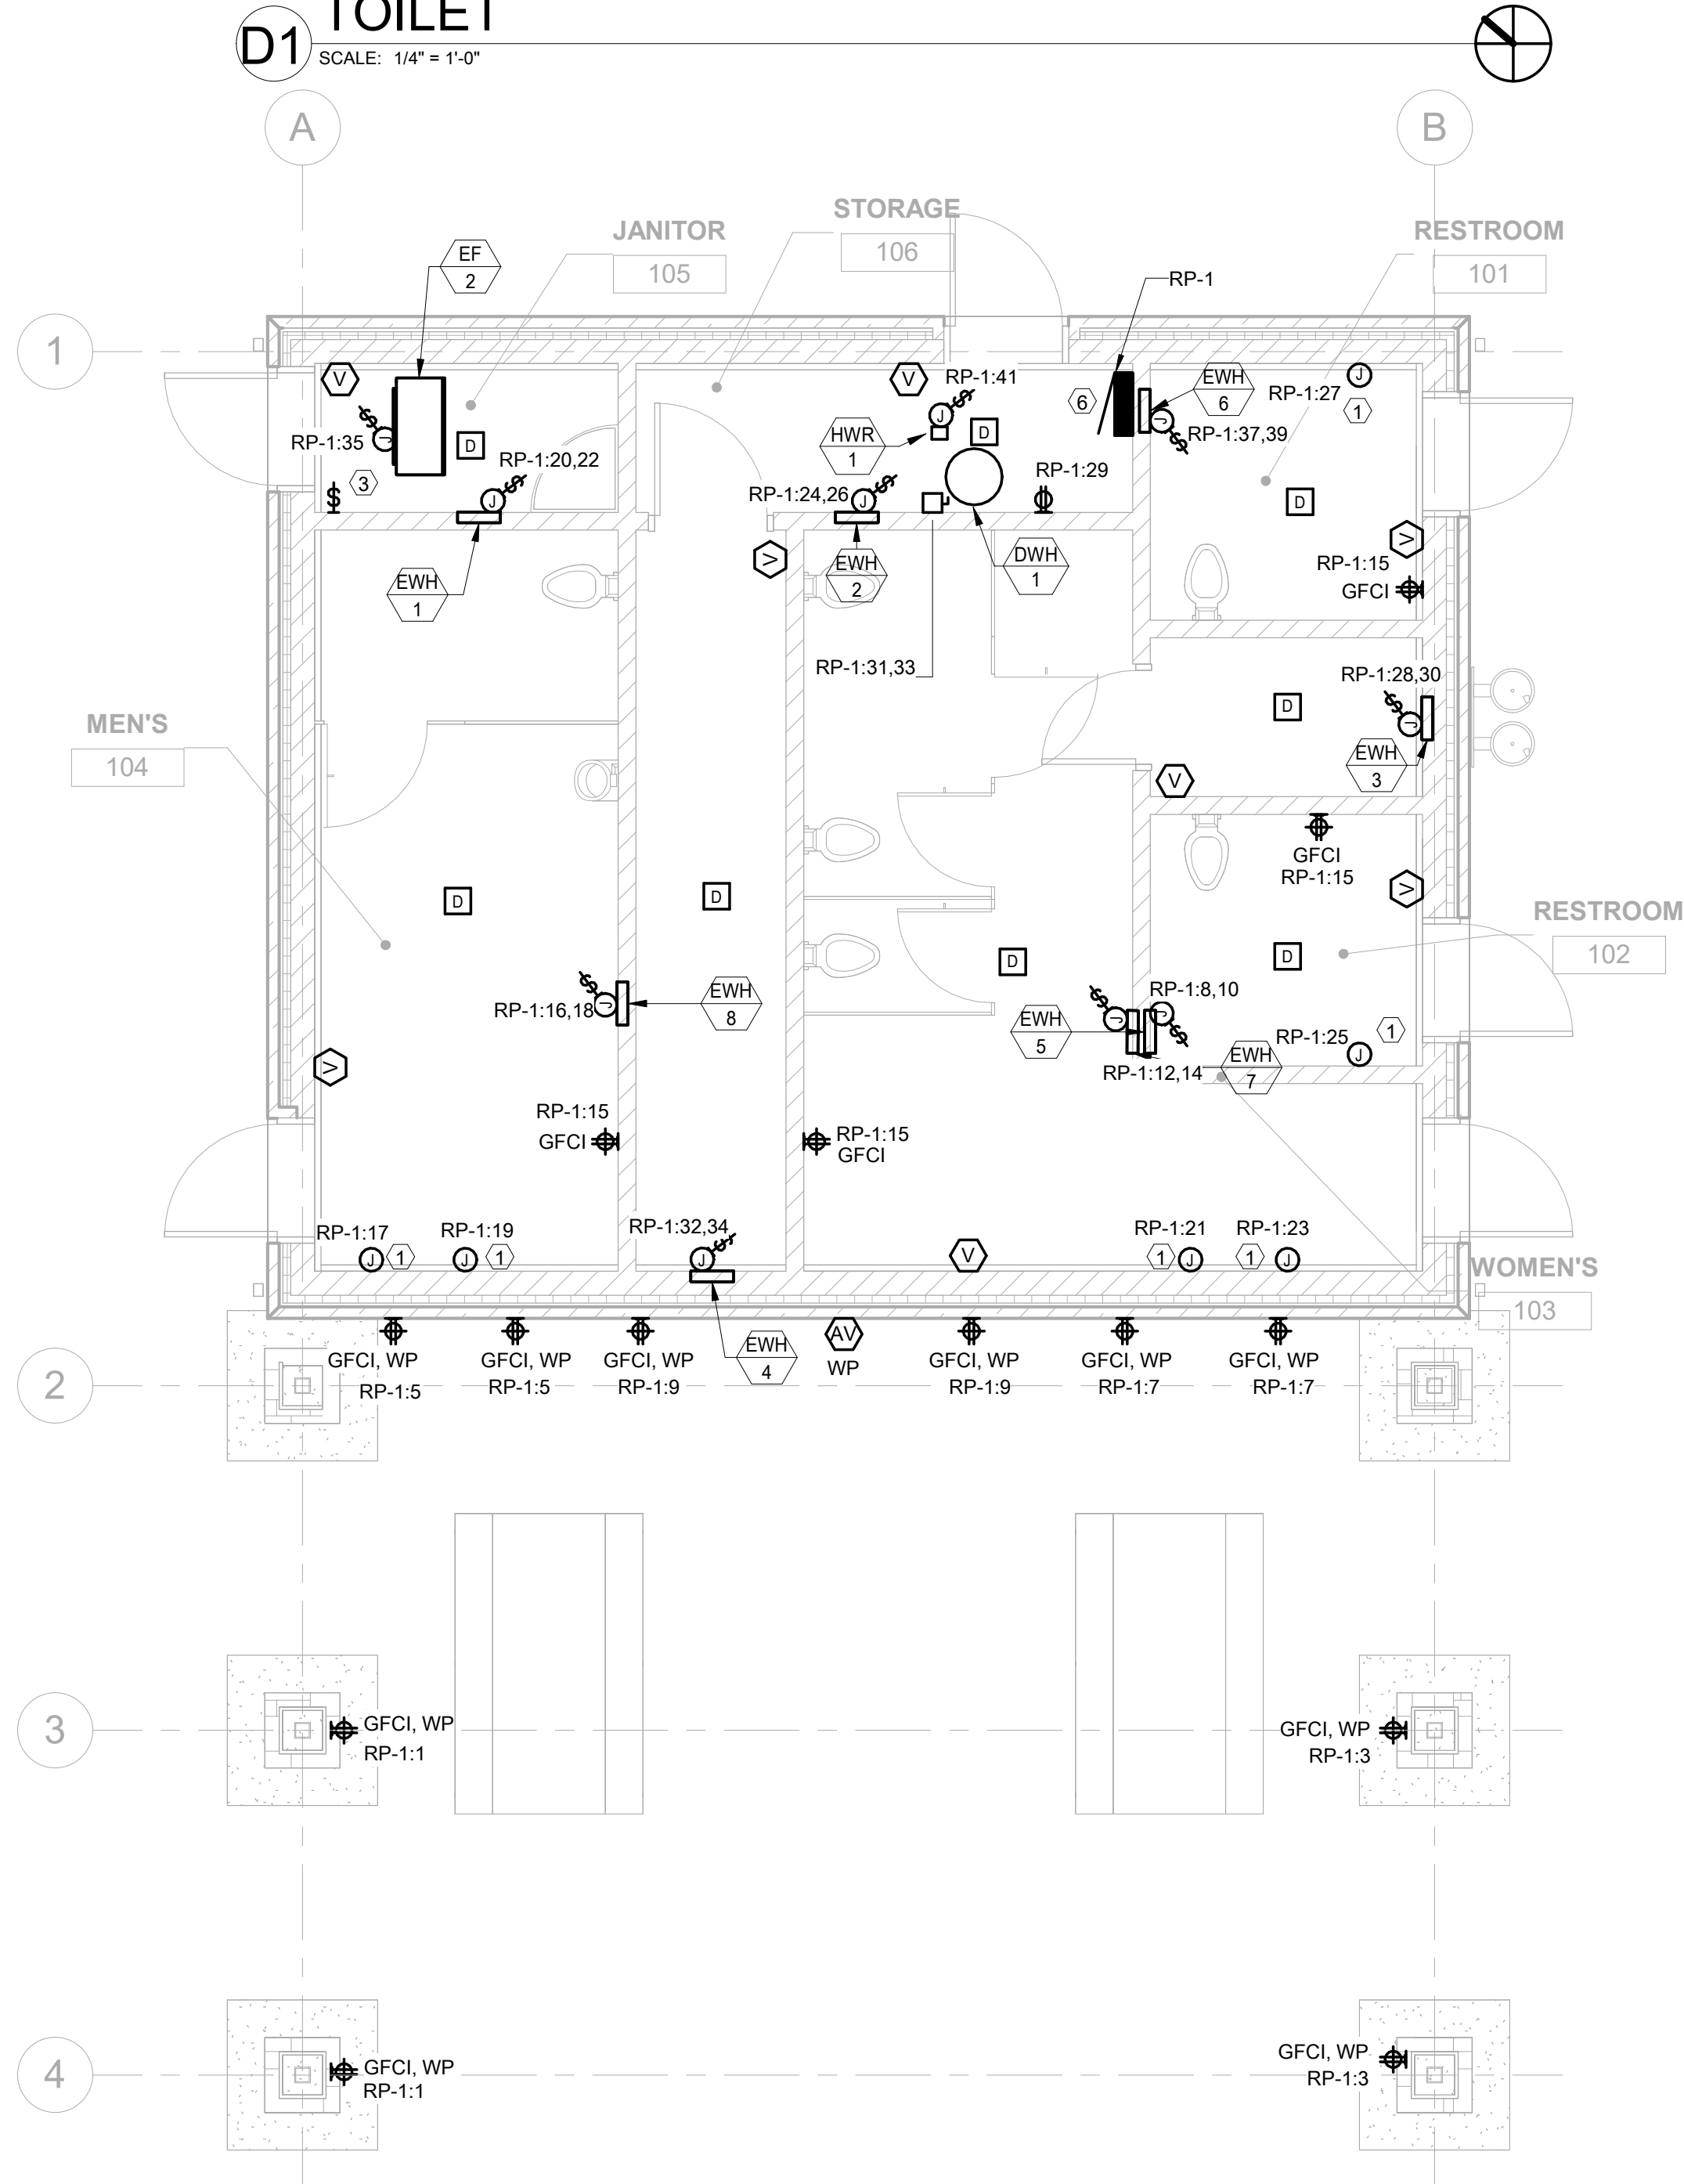 TOILET
D1
SCALE: 1/4" = 1'-0"
A
B
STORAGE
106
JANITOR
105
RESTROOM
101
EF
2
RP-1
1
V
V
RP-1:41
J
$
6
EWH
6
RP-1:27
J
1
$
J
RP-1:35
D
HWR
1
D
J
$
RP-1:37,39
RP-1:20,22
J
$
3
$
RP-1:24,26
J
$
RP-1:29
D
EWH
1
V
EWH
2
DWH
1
V
RP-1:15
GFCI
RP-1:31,33
RP-1:28,30
$
J
D
EWH
3
V
MEN'S
104
GFCI
RP-1:15
V
D
D
D
D
RESTROOM
102
$
J
RP-1:16,18
EWH
8
$
J
RP-1:8,10
J
$
EWH
5
RP-1:25
J
1
EWH
7
RP-1:12,14
V
RP-1:15
GFCI
RP-1:15
GFCI
RP-1:17
J
1
RP-1:19
J
1
RP-1:32,34
J
$
V
RP-1:21
1
J
RP-1:23
1
J
WOMEN'S
103
2
GFCI, WP
RP-1:5
GFCI, WP
RP-1:5
GFCI, WP
RP-1:9
EWH
4
AV
WP
GFCI, WP
RP-1:9
GFCI, WP
RP-1:7
GFCI, WP
RP-1:7
3
GFCI, WP
RP-1:1
GFCI, WP
RP-1:3
4
GFCI, WP
RP-1:1
GFCI, WP
RP-1:3